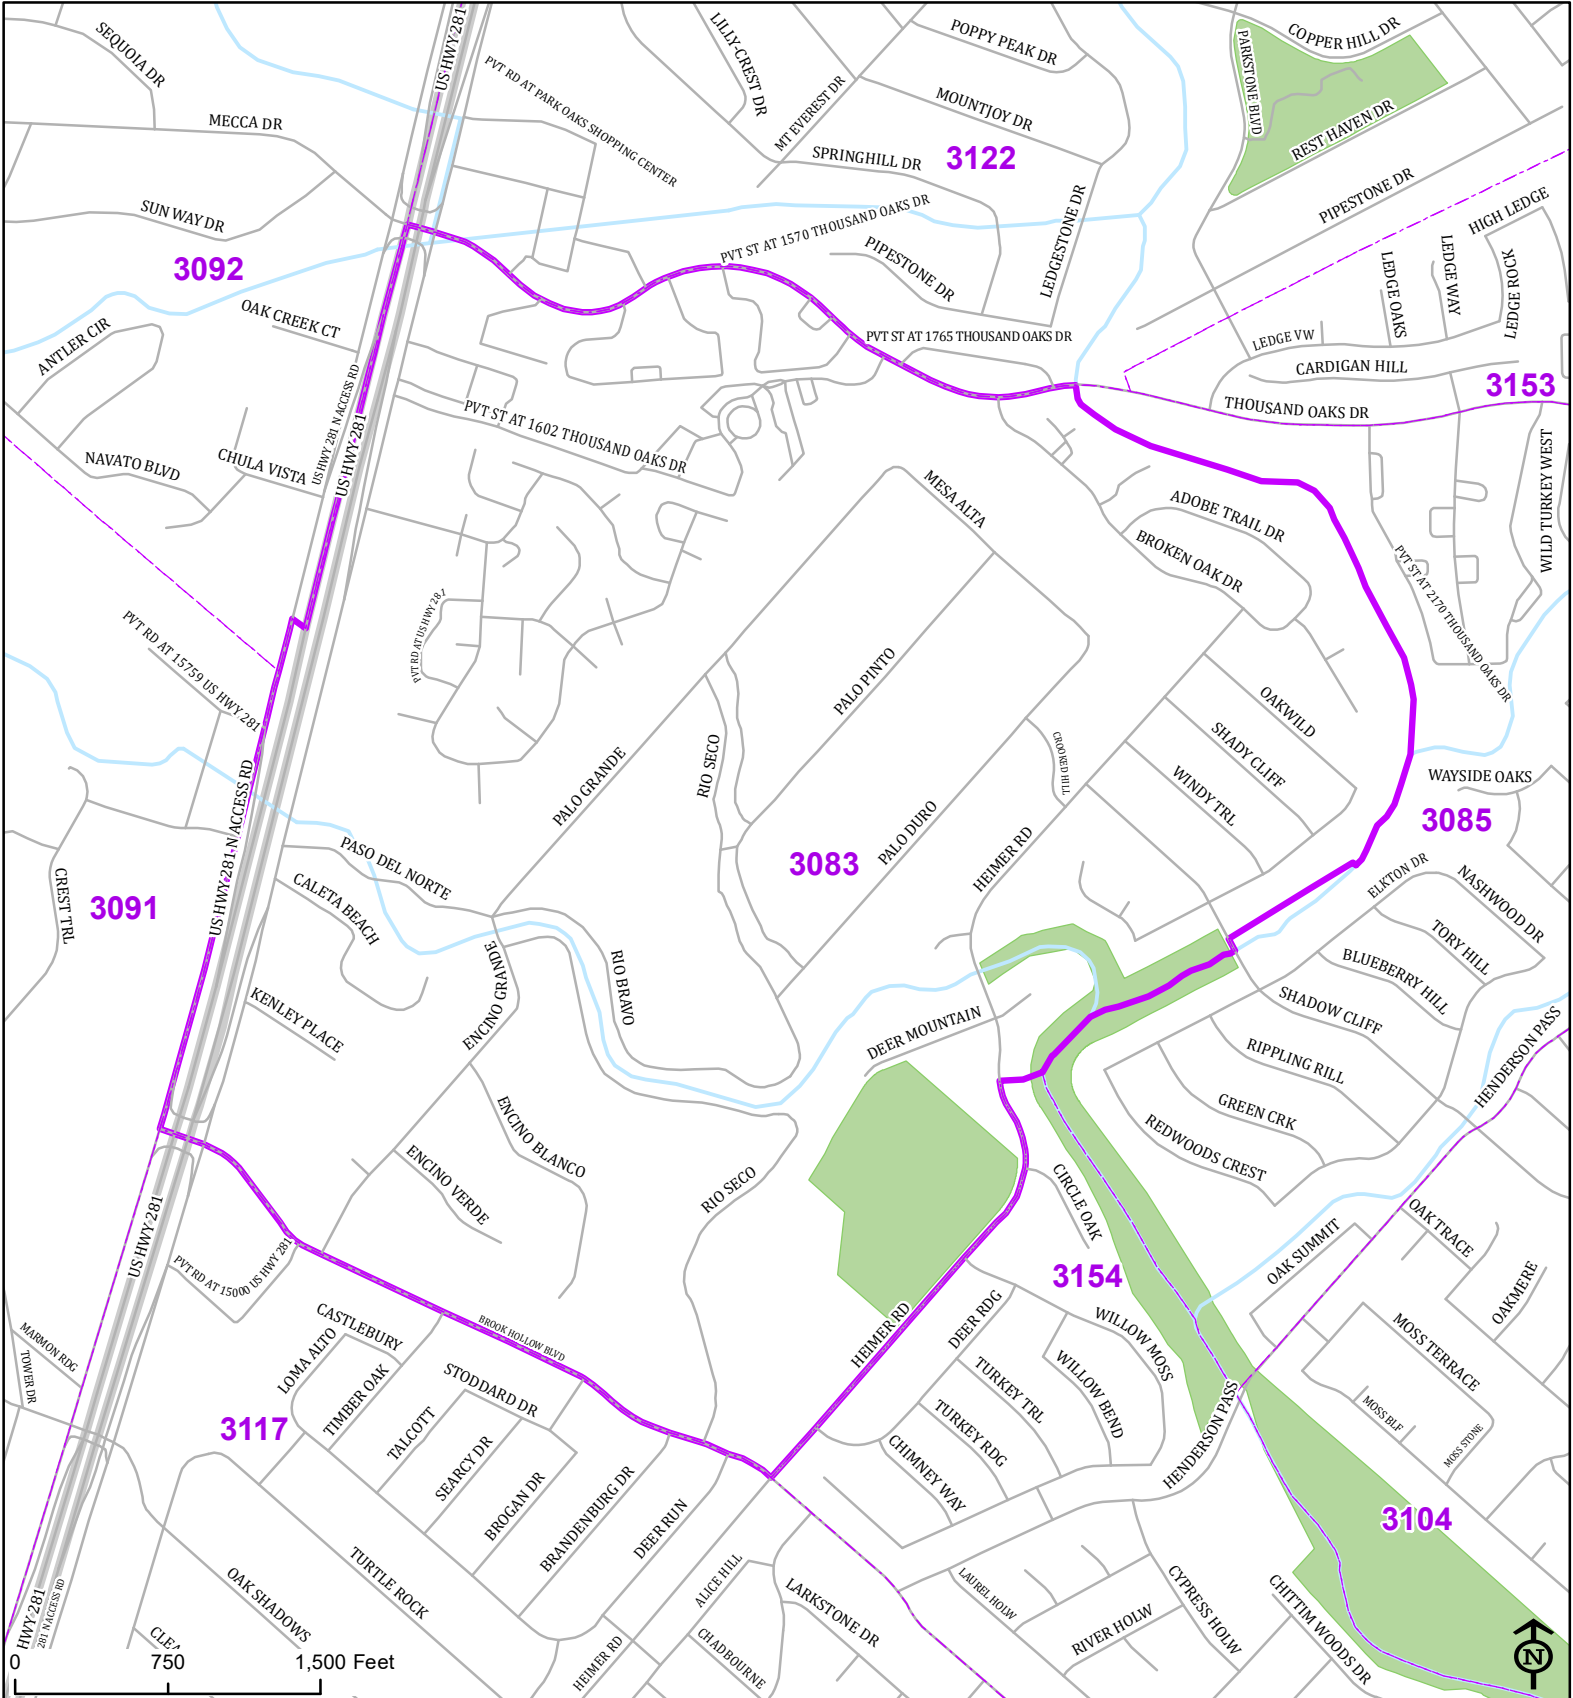 SEQUOIA DR
US HWY 281
PVT RD AT PARK OAKS SHOPPING CENTER
LILLY-CREST DR
POPPY PEAK DR
PARKSTONE BLVD
COPPER HILL DR
MECCA DR
MT EVEREST DR
MOUNTJOY DR
REST HAVEN DR
SPRINGHILL DR
3122
SUN WAY DR
PVT ST AT 1570 THOUSAND OAKS DR
LEDGESTONE DR
PIPESTONE DR
HIGH LEDGE
3092
PIPESTONE DR
LEDGE OAKS
LEDGE WAY
LEDGE ROCK
OAK CREEK CT
ANTLER CIR
PVT ST AT 1765 THOUSAND OAKS DR
LEDGE VW
CARDIGAN HILL
3153
US HWY 281 N ACCESS RD
US HWY 281
PVT ST AT 1602 THOUSAND OAKS DR
THOUSAND OAKS DR
NAVATO BLVD
CHULA VISTA
MESA ALTA
ADOBE TRAIL DR
BROKEN OAK DR
WILD TURKEY WEST
PVT ST AT 2170 THOUSAND OAKS DR
PVT RD AT US HWY 281
PVT RD AT 15759 US HWY 281
PALO PINTO
OAKWILD
SHADY CLIFF
WINDY TRL
CROOKED HILL
RIO SECO
PALO GRANDE
US HWY 281 N ACCESS RD
WAYSIDE OAKS
3085
PALO DURO
HEIMER RD
3083
PASO DEL NORTE
CALETA BEACH
CREST TRL
3091
ELKTON DR
NASHWOOD DR
TORY HILL
BLUEBERRY HILL
ENCINO GRANDE
RIO BRAVO
KENLEY PLACE
DEER MOUNTAIN
SHADOW CLIFF
RIPPLING RILL
HENDERSON PASS
GREEN CRK
REDWOODS CREST
ENCINO BLANCO
ENCINO VERDE
RIO SECO
CIRCLE OAK
US HWY 281
PVT RD AT 15000 US HWY 281
3154
OAK SUMMIT
OAK TRACE
OAKMERE
MARMON RDG
TOWER DR
CASTLEBURY
LOMA ALTO
BROOK HOLLOW BLVD
HEIMER RD
DEER RDG
WILLOW MOSS
MOSS TERRACE
TIMBER OAK
STODDARD DR
TURKEY TRL
WILLOW BEND
3117
TALCOTT
SEARCY DR
BROGAN DR
BRANDENBURG DR
TURKEY RDG
CHIMNEY WAY
HENDERSON PASS
MOSS BLF
MOSS STONE
DEER RUN
3104
TURTLE ROCK
OAK SHADOWS
ALICE HILL
LARKSTONE DR
LAUREL HOLW
CYPRESS HOLW
RIVER HOLW
CHITTIM WOODS DR
HWY 281
281 N ACCESS RD
CLEA
HEIMER RD
CHADBOURNE
0 750 1,500 Feet
N